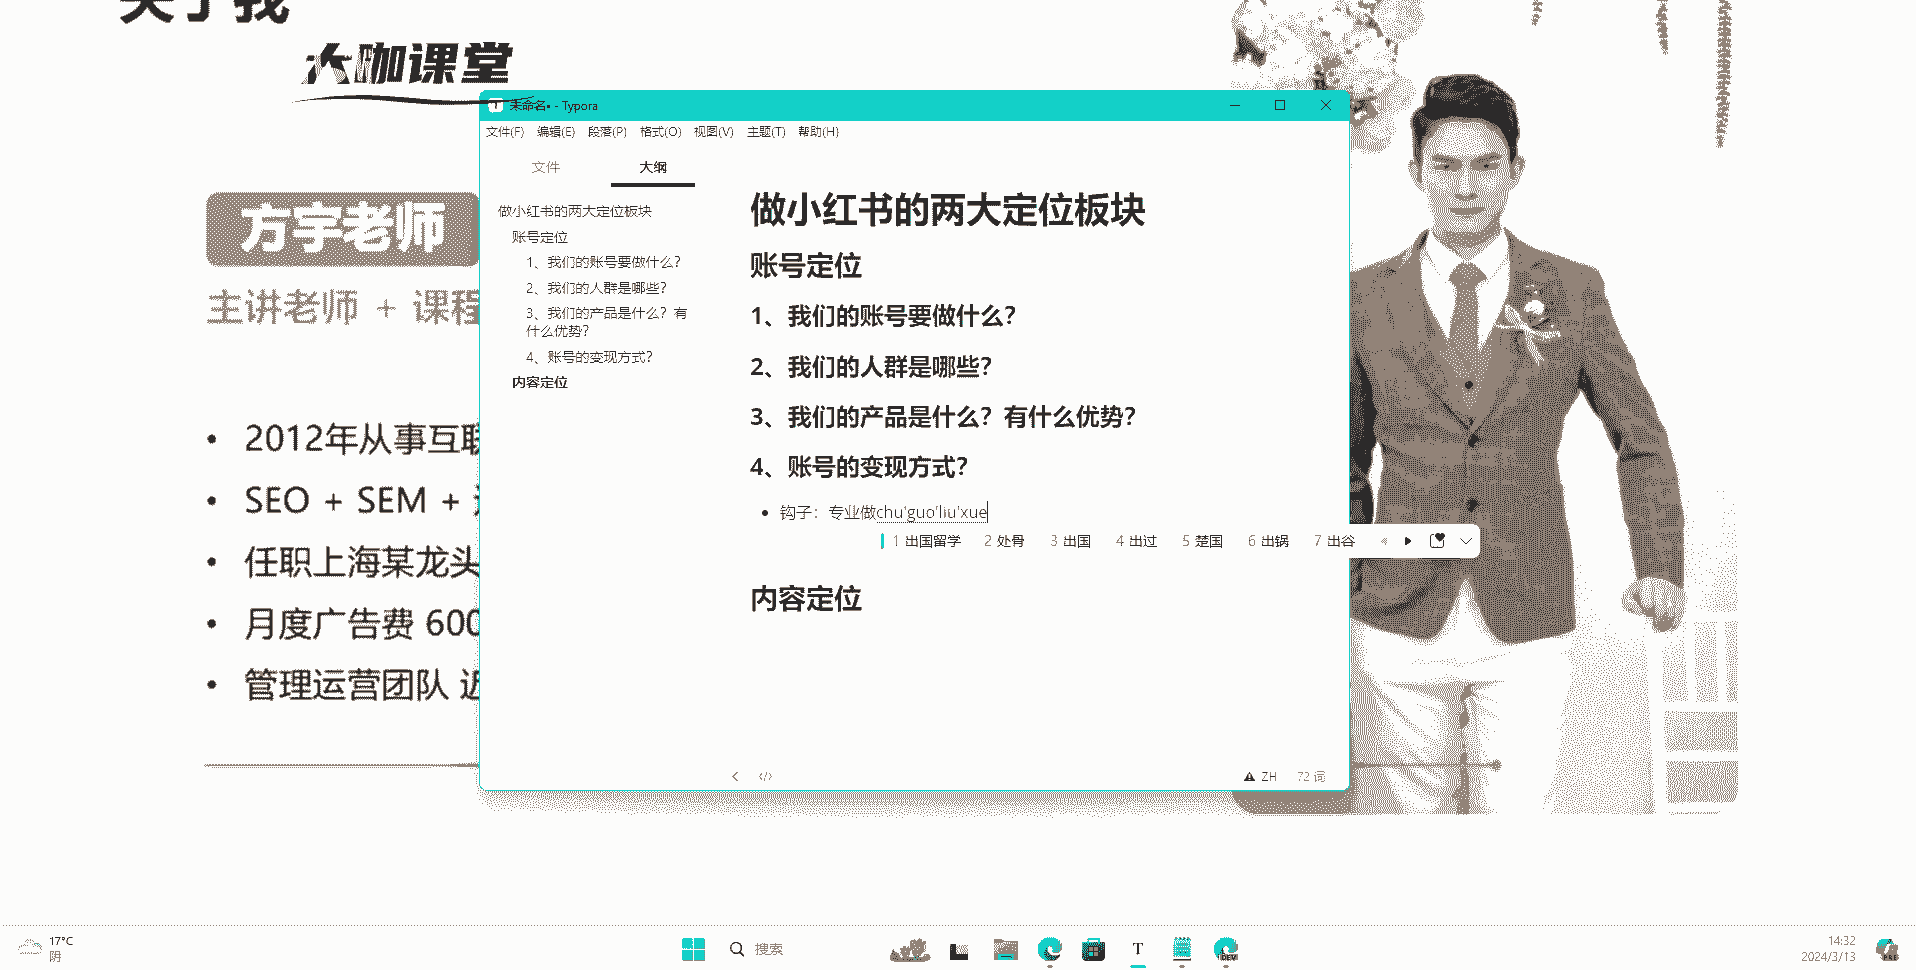 关于我
大咖课堂
未命名• - Typora
文件(F) 编辑(E) 段落(P) 格式(O) 视图(V) 主题(T) 帮助(H)
文件 大纲
做小红书的两大定位板块
账号定位
1、我们的账号要做什么？
2、我们的人群是哪些？
3、我们的产品是什么？有
什么优势？
4、账号的变现方式？
内容定位
做小红书的两大定位板块
账号定位
1、我们的账号要做什么？
2、我们的人群是哪些？
3、我们的产品是什么？有什么优势？
4、账号的变现方式？
钩子：专业做chu'guo'liu'xue
1 出国留学 2 处骨 3 出国 4 出过 5 楚国 6 出锅 7 出谷
内容定位
ZH 72 词
方宇老师
主讲老师 + 课程
• 2012年从事互联
• SEO + SEM +
• 任职上海某龙头
• 月度广告费 600
• 管理运营团队 近
17°C
阴
搜索
T
DEV
14:32
2024/3/13
PRE